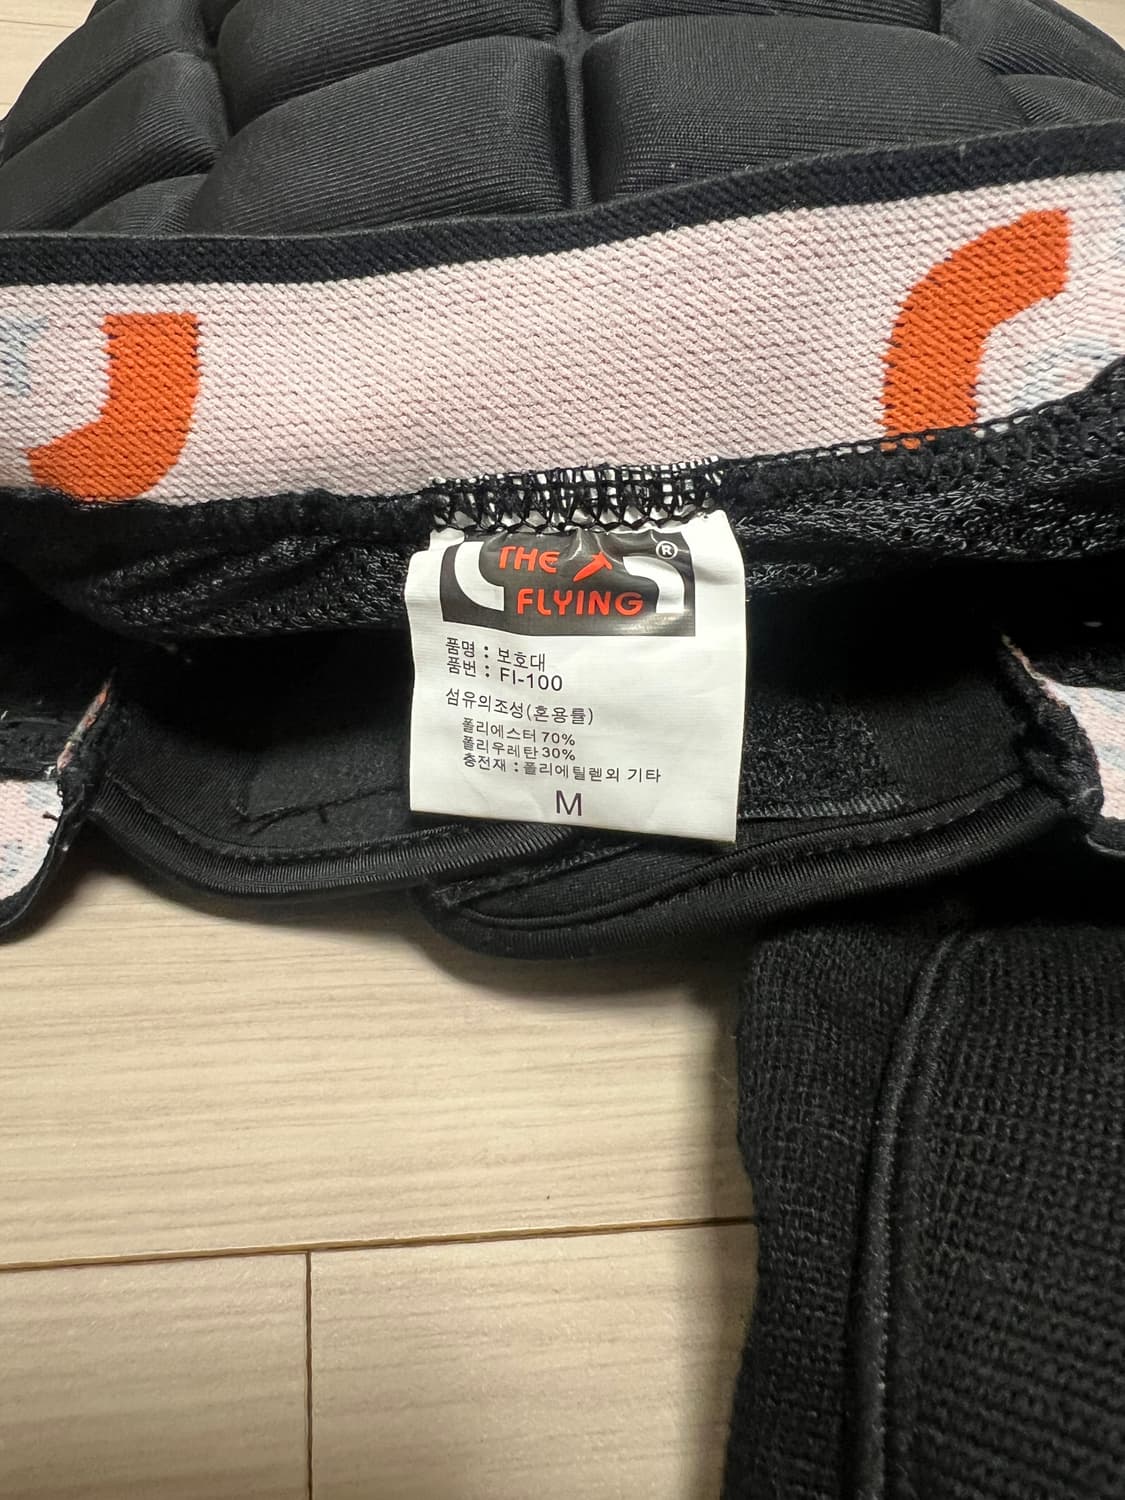 THE
FLYING
®
품명 : 보호대
품번 : FI-100
섬유의조성(혼용률)
폴리에스터 70%
폴리우레탄 30%
충전재 : 폴리에틸렌외 기타
M